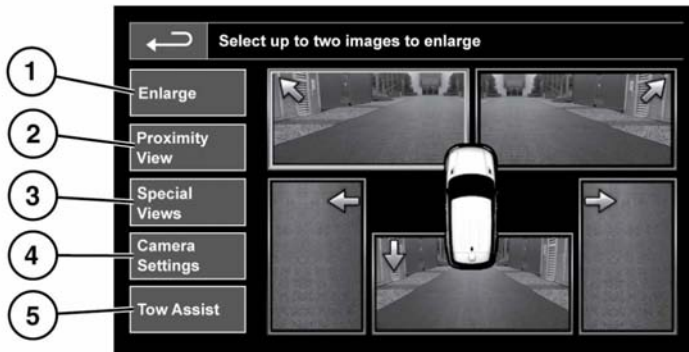 Select up to two images to enlarge
1
Enlarge
2
Proximity
View
3
Special
Views
4
Camera
Settings
5
Tow Assist